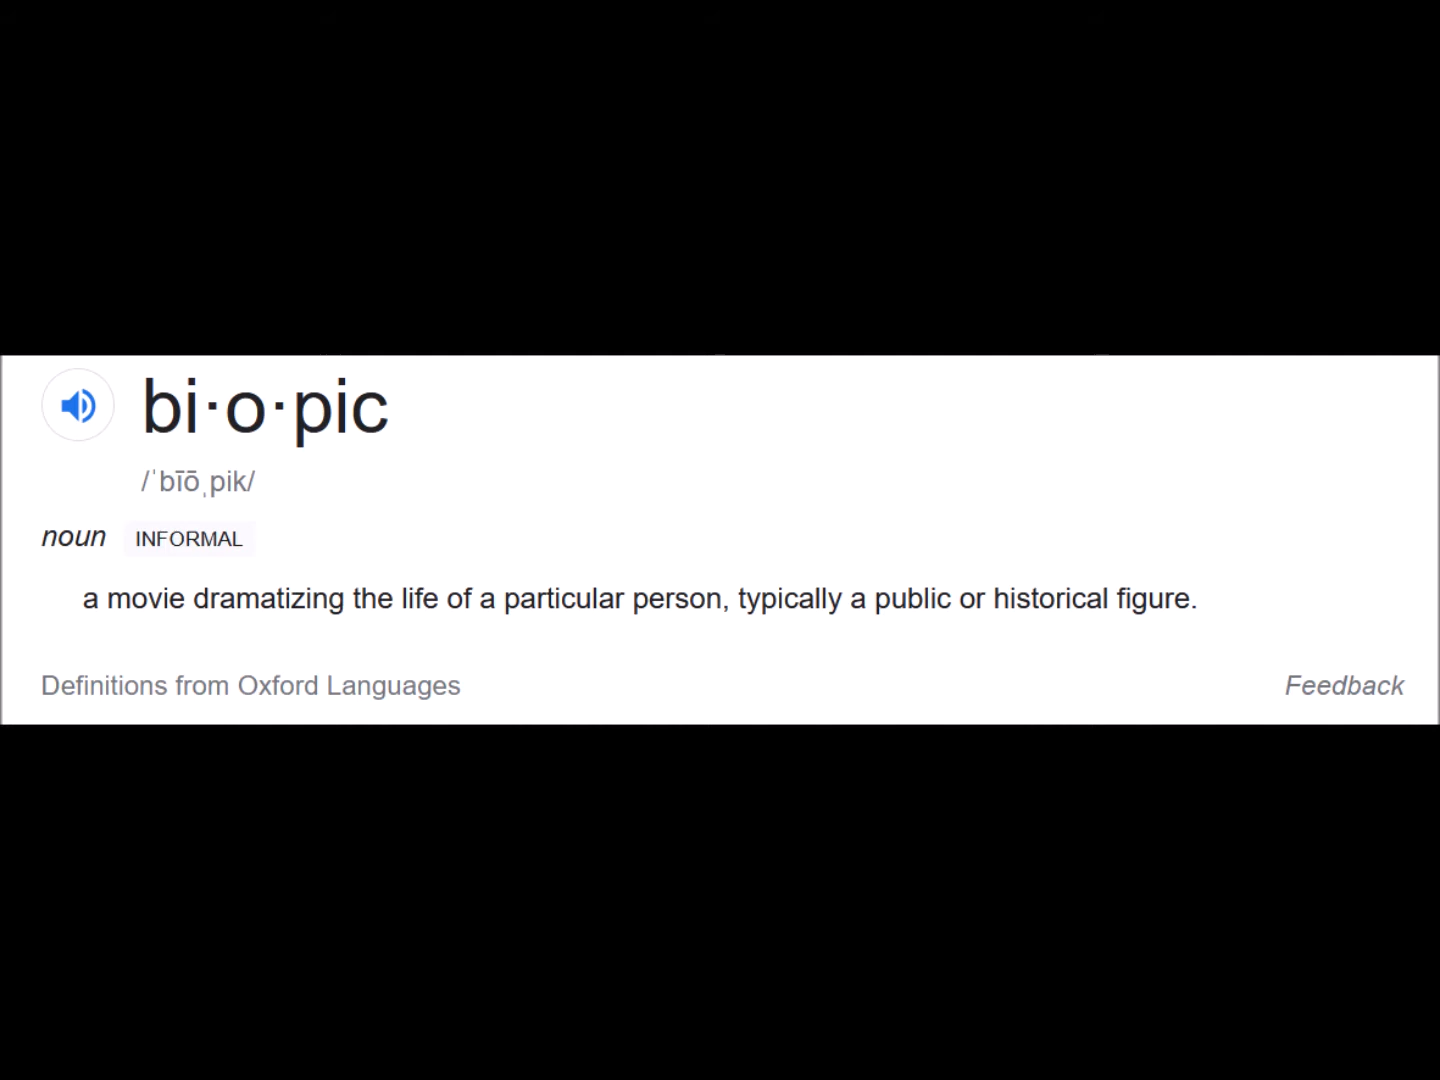 bi·o·pic
/ˈbīōˌpik/
noun INFORMAL
a movie dramatizing the life of a particular person, typically a public or historical figure.
Definitions from Oxford Languages Feedback